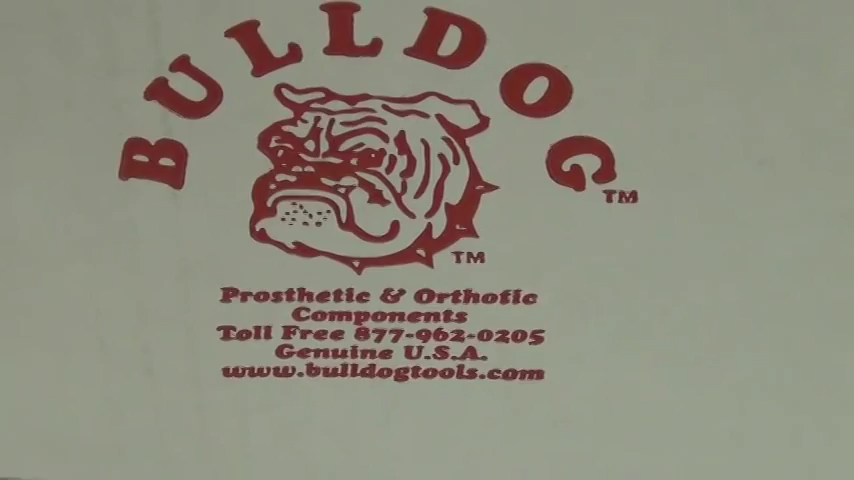 BULLDOG™
™
Prosthetic & Orthotic
Components
Toll Free 877-962-0205
Genuine U.S.A.
www.bulldogtools.com